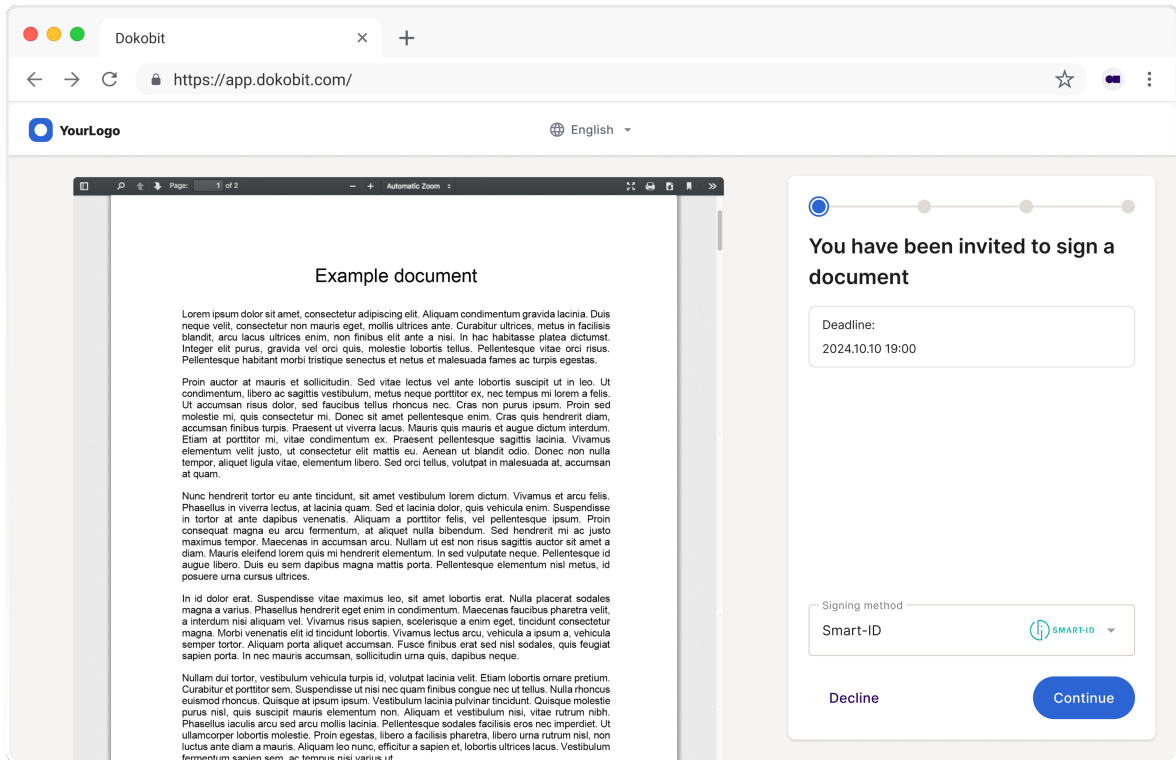 Dokobit
https://app.dokobit.com/
YourLogo
English
Page: 1 of 2
Automatic Zoom
Example document
Lorem ipsum dolor sit amet, consectetur adipiscing elit. Aliquam condimentum gravida lacinia. Duis
neque velit, consectetur non mauris eget, mollis ultrices ante. Curabitur ultrices, metus in facilisis
blandit, arcu lacus ultrices enim, non finibus elit ante a nisi. In hac habitasse platea dictumst.
Integer elit purus, gravida vel orci quis, molestie lobortis tellus. Pellentesque vitae orci risus.
Pellentesque habitant morbi tristique senectus et netus et malesuada fames ac turpis egestas.
Proin auctor at mauris et sollicitudin. Sed vitae lectus vel ante lobortis suscipit ut in leo. Ut
condimentum, libero ac sagittis vestibulum, metus neque porttitor ex, nec tempus mi lorem a felis.
Ut accumsan risus dolor, sed faucibus tellus rhoncus nec. Cras non purus ipsum. Proin sed
molestie mi, quis consectetur mi. Donec sit amet pellentesque enim. Cras quis hendrerit diam,
accumsan finibus turpis. Praesent ut viverra lacus. Mauris quis mauris et augue dictum interdum.
Etiam at porttitor mi, vitae condimentum ex. Praesent pellentesque sagittis lacinia. Vivamus
elementum velit justo, ut consectetur elit mattis eu. Aenean ut blandit odio. Donec non nulla
tempor, aliquet ligula vitae, elementum libero. Sed orci tellus, volutpat in malesuada at, accumsan
at quam.
Nunc hendrerit tortor eu ante tincidunt, sit amet vestibulum lorem dictum. Vivamus et arcu felis.
Phasellus in viverra lectus, at lacinia quam. Sed et lacinia dolor, quis vehicula enim. Suspendisse
in tortor at ante dapibus venenatis. Aliquam a porttitor felis, vel pellentesque ipsum. Proin
consequat magna eu arcu fermentum, at aliquet nulla bibendum. Sed hendrerit mi ac justo
maximus tempor. Maecenas in accumsan arcu. Nullam ut est non risus sagittis auctor sit amet a
diam. Mauris eleifend lorem quis mi hendrerit elementum. In sed vulputate neque. Pellentesque id
augue libero. Duis eu sem dapibus magna mattis porta. Pellentesque elementum nisl metus, id
posuere urna cursus ultrices.
In id dolor erat. Suspendisse vitae maximus leo, sit amet lobortis erat. Nulla placerat sodales
magna a varius. Phasellus hendrerit eget enim in condimentum. Maecenas faucibus pharetra velit,
a interdum nisi aliquam vel. Vivamus risus sapien, scelerisque a enim eget, tincidunt consectetur
magna. Morbi venenatis elit id tincidunt lobortis. Vivamus lectus arcu, vehicula a ipsum a, vehicula
semper tortor. Aliquam porta aliquet accumsan. Fusce finibus erat sed nisl sodales, quis feugiat
sapien porta. In nec mauris accumsan, sollicitudin urna quis, dapibus neque.
Nullam dui tortor, vestibulum vehicula turpis id, volutpat lacinia velit. Etiam lobortis ornare pretium.
Curabitur et porttitor sem. Suspendisse ut nisi nec quam finibus congue nec ut tellus. Nulla rhoncus
euismod rhoncus. Quisque at ipsum ipsum. Vestibulum lacinia pulvinar tincidunt. Quisque molestie
purus nisl, quis suscipit mauris elementum non. Aliquam et vestibulum nisi, vitae rutrum nibh.
Phasellus iaculis arcu sed arcu mollis lacinia. Pellentesque sodales facilisis eros nec imperdiet. Ut
ullamcorper lobortis molestie. Proin egestas, libero a facilisis pharetra, libero urna rutrum nisl, non
luctus ante diam a mauris. Aliquam leo nunc, efficitur a sapien et, lobortis ultrices lacus. Vestibulum
fermentum sapien sem, ac tempus nisi varius ut.
You have been invited to sign a
document
Deadline:
2024.10.10 19:00
Signing method
Smart-ID
SMART-ID
Decline
Continue